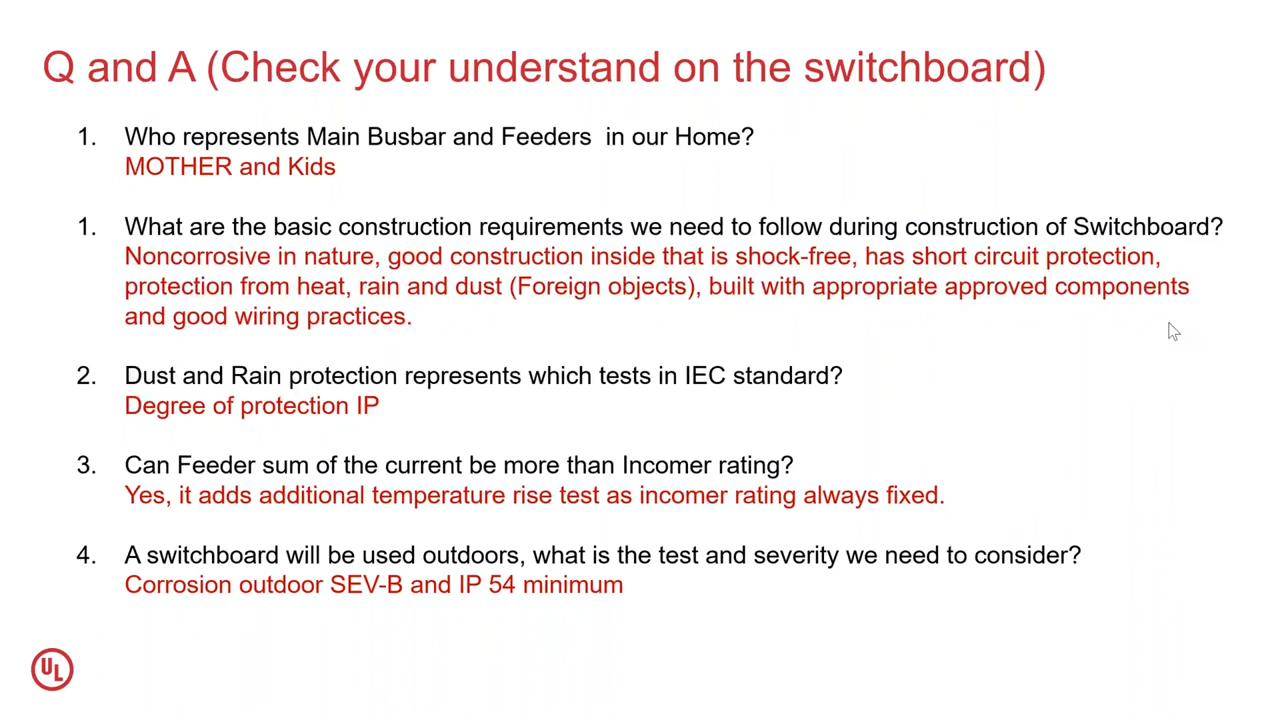 Q and A (Check your understand on the switchboard)
1. Who represents Main Busbar and Feeders in our Home?
MOTHER and Kids
1. What are the basic construction requirements we need to follow during construction of Switchboard?
Noncorrosive in nature, good construction inside that is shock-free, has short circuit protection,
protection from heat, rain and dust (Foreign objects), built with appropriate approved components
and good wiring practices.
2. Dust and Rain protection represents which tests in IEC standard?
Degree of protection IP
3. Can Feeder sum of the current be more than Incomer rating?
Yes, it adds additional temperature rise test as incomer rating always fixed.
4. A switchboard will be used outdoors, what is the test and severity we need to consider?
Corrosion outdoor SEV-B and IP 54 minimum
UL